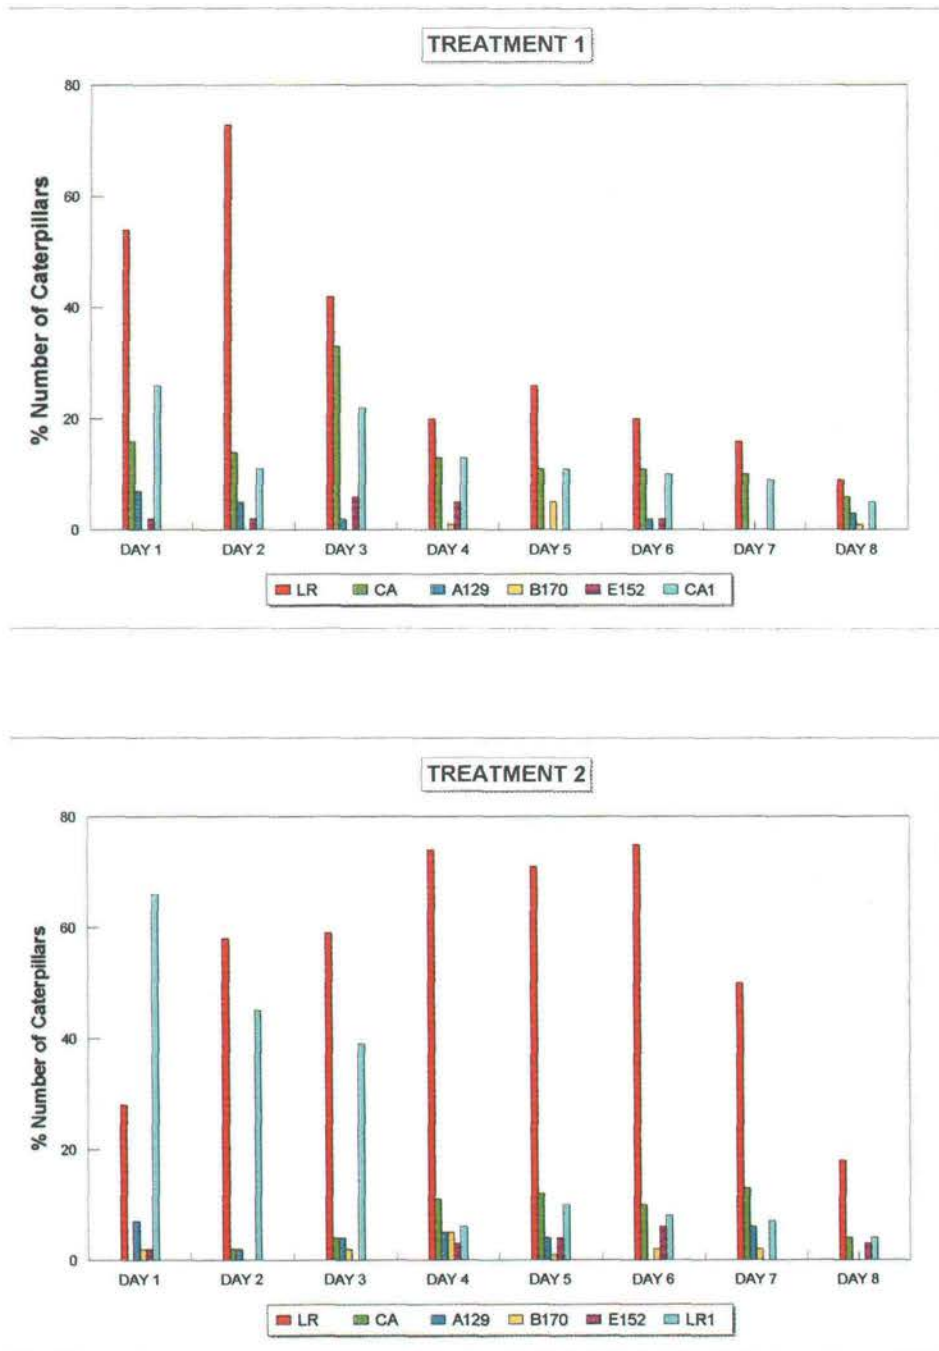 TREATMENT 1
80
60
40
20
0
% Number of Caterpillars
DAY 1 DAY 2 DAY 3 DAY 4 DAY 5 DAY 6 DAY 7 DAY 8
LR CA A129 B170 E152 CA1
TREATMENT 2
80
60
40
20
0
% Number of Caterpillars
DAY 1 DAY 2 DAY 3 DAY 4 DAY 5 DAY 6 DAY 7 DAY 8
LR CA A129 B170 E152 LR1